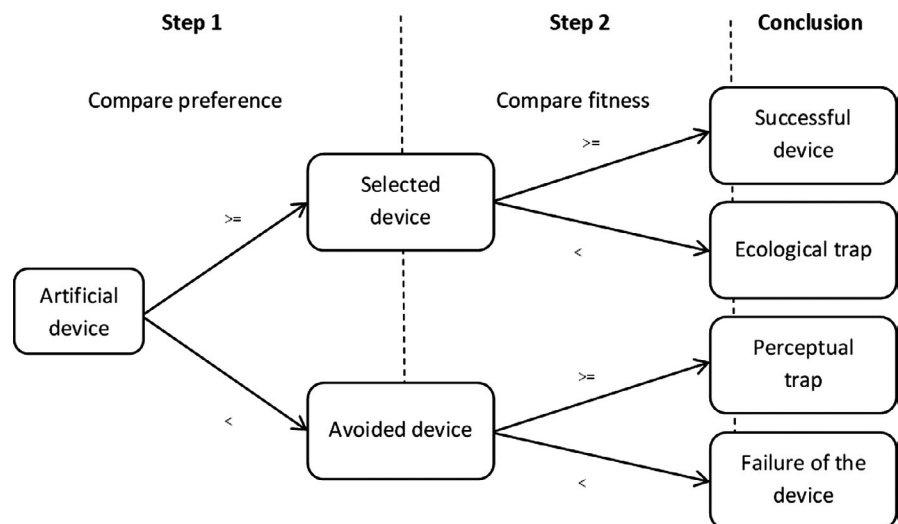 Step 1
Step 2
Conclusion
Compare preference
Compare fitness
Successful
device
>=
Selected
device
>=
<
Ecological trap
Artificial
device
Perceptual
trap
>=
<
Avoided device
<
Failure of the
device